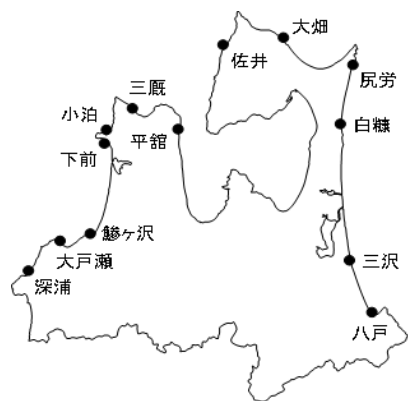 大畑
佐井
尻労
三厩
小泊
平舘
白糠
下前
鰺ヶ沢
大戸瀬
三沢
深浦
八戸